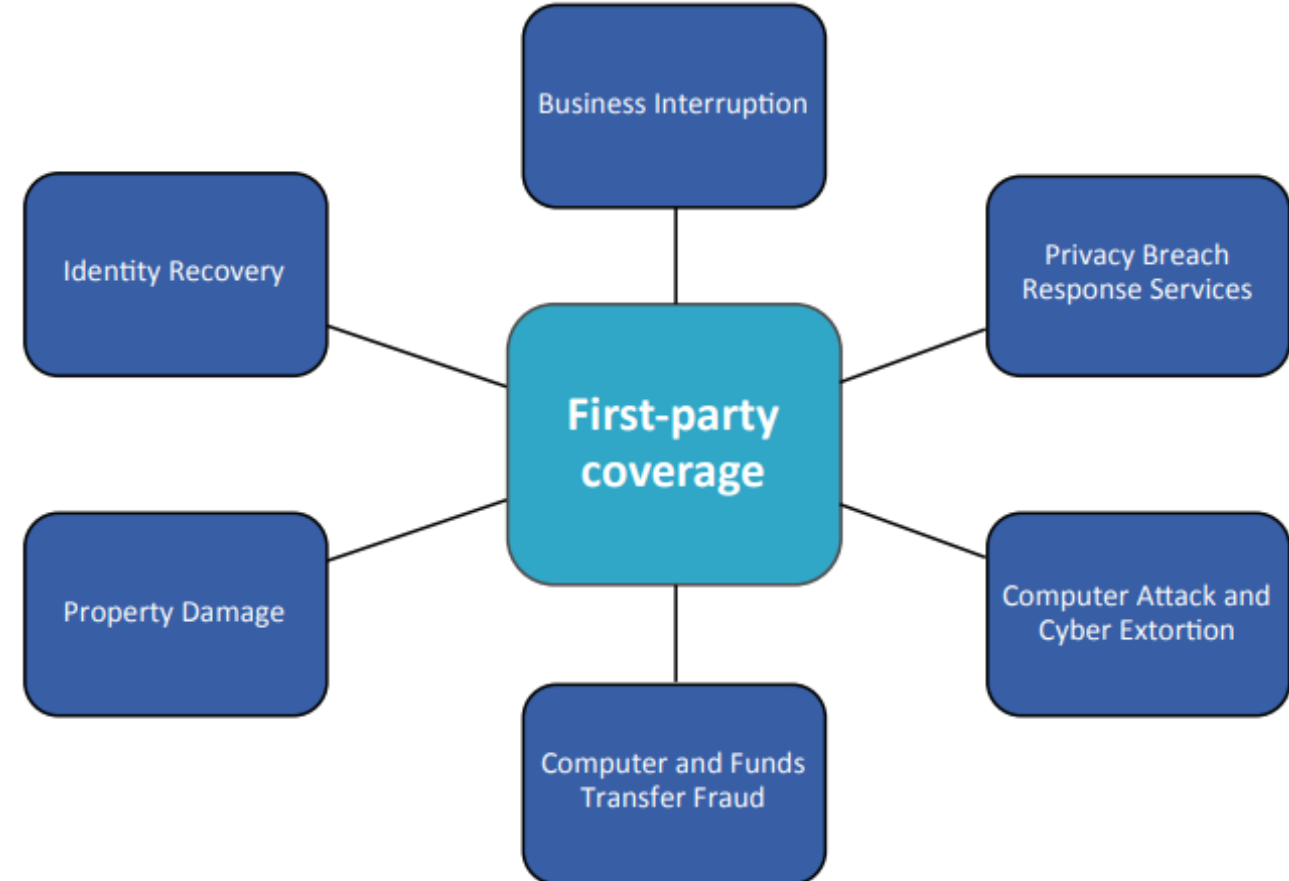 Business Interruption
Identity Recovery
Privacy Breach
Response Services
First-party
coverage
Property Damage
Computer Attack and
Cyber Extortion
Computer and Funds
Transfer Fraud